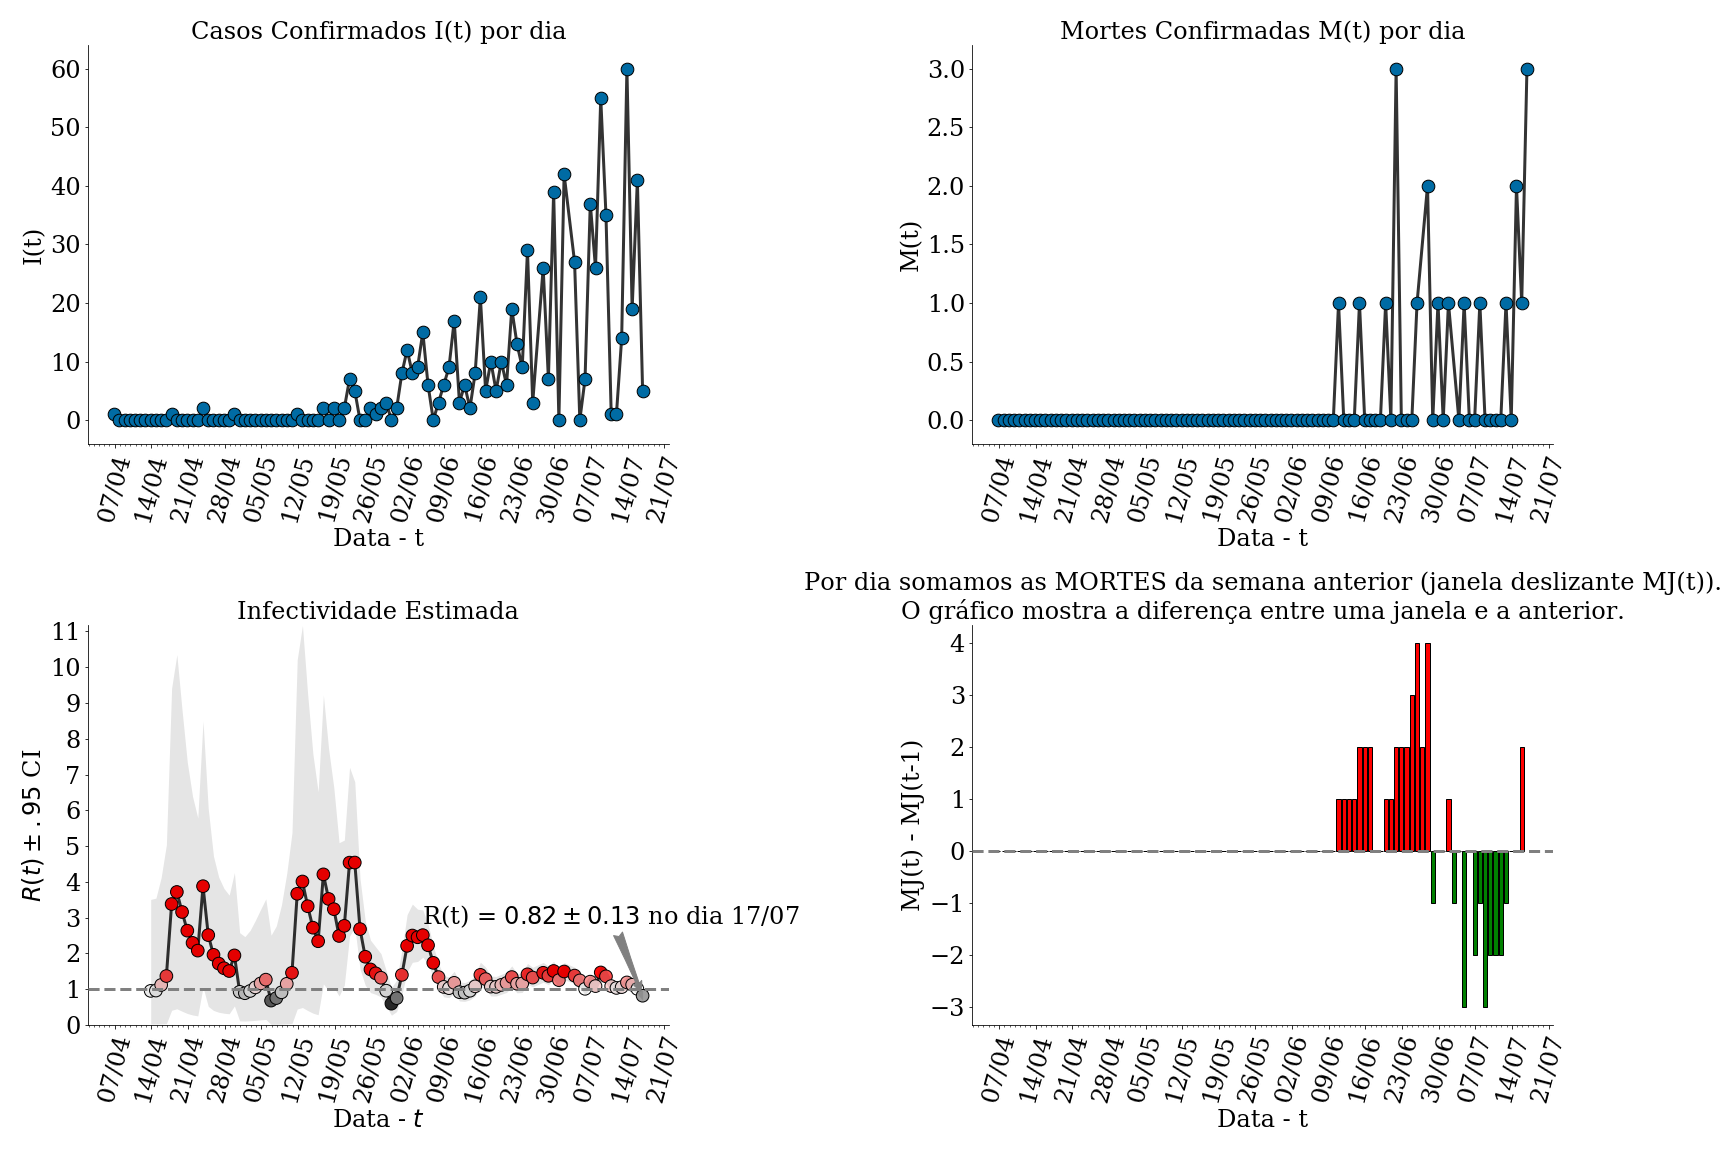 Casos Confirmados I(t) por dia
I(t)
60
50
40
30
20
10
0
07/04 14/04 21/04 28/04 05/05 12/05 19/05 26/05 02/06 09/06 16/06 23/06 30/06 07/07 14/07 21/07
Data - t
Mortes Confirmadas M(t) por dia
M(t)
3.0
2.5
2.0
1.5
1.0
0.5
0.0
07/04 14/04 21/04 28/04 05/05 12/05 19/05 26/05 02/06 09/06 16/06 23/06 30/06 07/07 14/07 21/07
Data - t
Infectividade Estimada
R(t) ± .95 CI
11
10
9
8
7
6
5
4
3
2
1
0
R(t) = 0.82 ± 0.13 no dia 17/07
07/04 14/04 21/04 28/04 05/05 12/05 19/05 26/05 02/06 09/06 16/06 23/06 30/06 07/07 14/07 21/07
Data - t
Por dia somamos as MORTES da semana anterior (janela deslizante MJ(t)).
O gráfico mostra a diferença entre uma janela e a anterior.
MJ(t) - MJ(t-1)
4
3
2
1
0
−1
−2
−3
07/04 14/04 21/04 28/04 05/05 12/05 19/05 26/05 02/06 09/06 16/06 23/06 30/06 07/07 14/07 21/07
Data - t